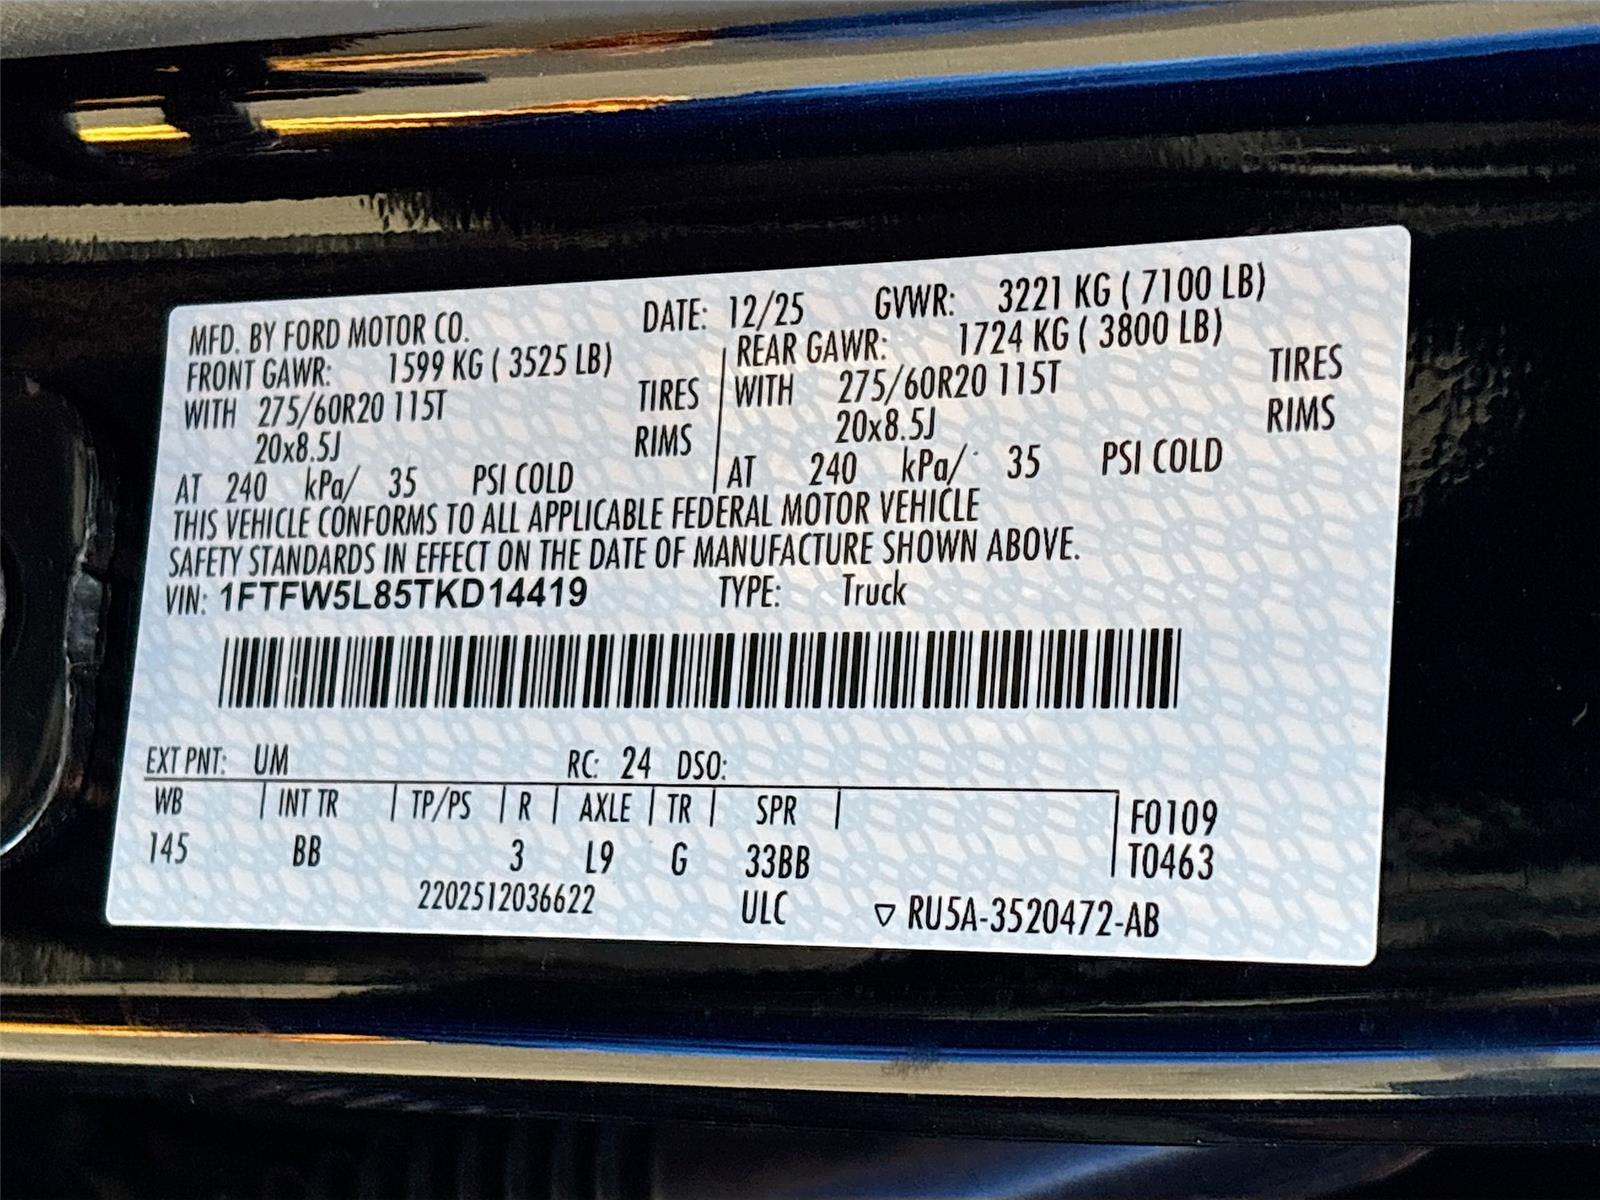 MFD. BY FORD MOTOR CO. DATE: 12/25 GVWR: 3221 KG ( 7100 LB)
FRONT GAWR: 1599 KG ( 3525 LB) REAR GAWR: 1724 KG ( 3800 LB)
WITH 275/60R20 115T TIRES WITH 275/60R20 115T TIRES
20x8.5J RIMS 20x8.5J RIMS
AT 240 kPa/ 35 PSI COLD AT 240 kPa/ 35 PSI COLD
THIS VEHICLE CONFORMS TO ALL APPLICABLE FEDERAL MOTOR VEHICLE
SAFETY STANDARDS IN EFFECT ON THE DATE OF MANUFACTURE SHOWN ABOVE.
VIN: 1FTFW5L85TKD14419 TYPE: Truck
EXT PNT: UM RC: 24 DSO:
WB INT TR TP/PS R AXLE TR SPR F0109
145 BB 3 L9 G 33BB T0463
2202512036622 ULC ▽ RU5A-3520472-AB